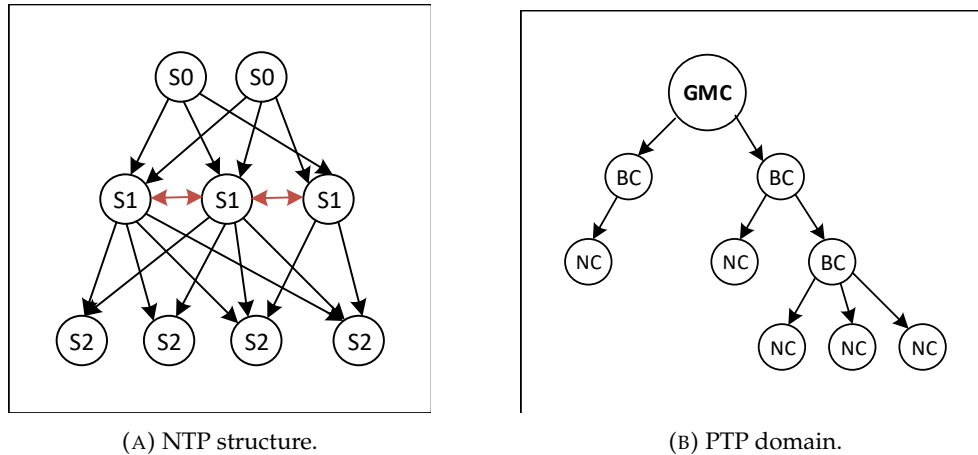 S0 S0
S1 S1 S1
S2 S2 S2 S2
(A) NTP structure.
GMC
BC BC
NC NC BC
NC NC NC
(B) PTP domain.